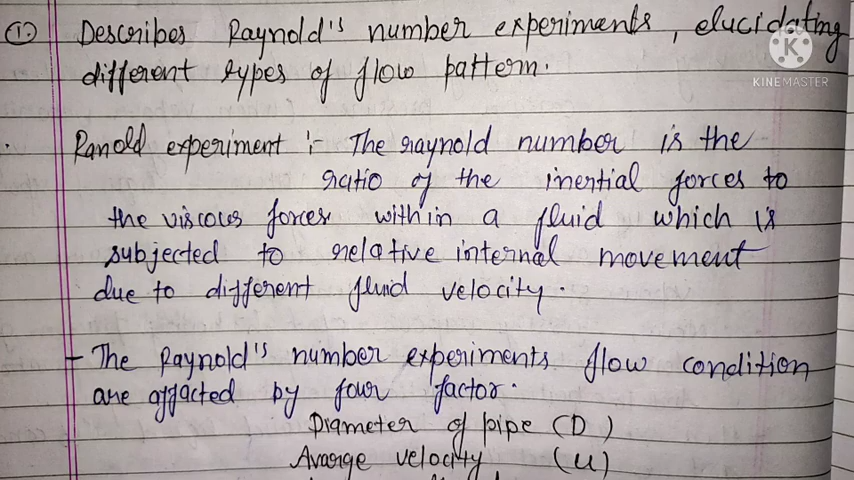 ① Describes Raynold's number experiments, elucidating
different types of flow pattern.
KINEMASTER
Ranold experiment :- The raynold number is the
ratio of the inertial forces to
the viscous forces within a fluid which is
subjected to relative internal movement
due to different fluid velocity.
- The Raynold's number experiments flow condition
are affacted by four factor.
Diameter of pipe (D)
Avarge velocity (u)